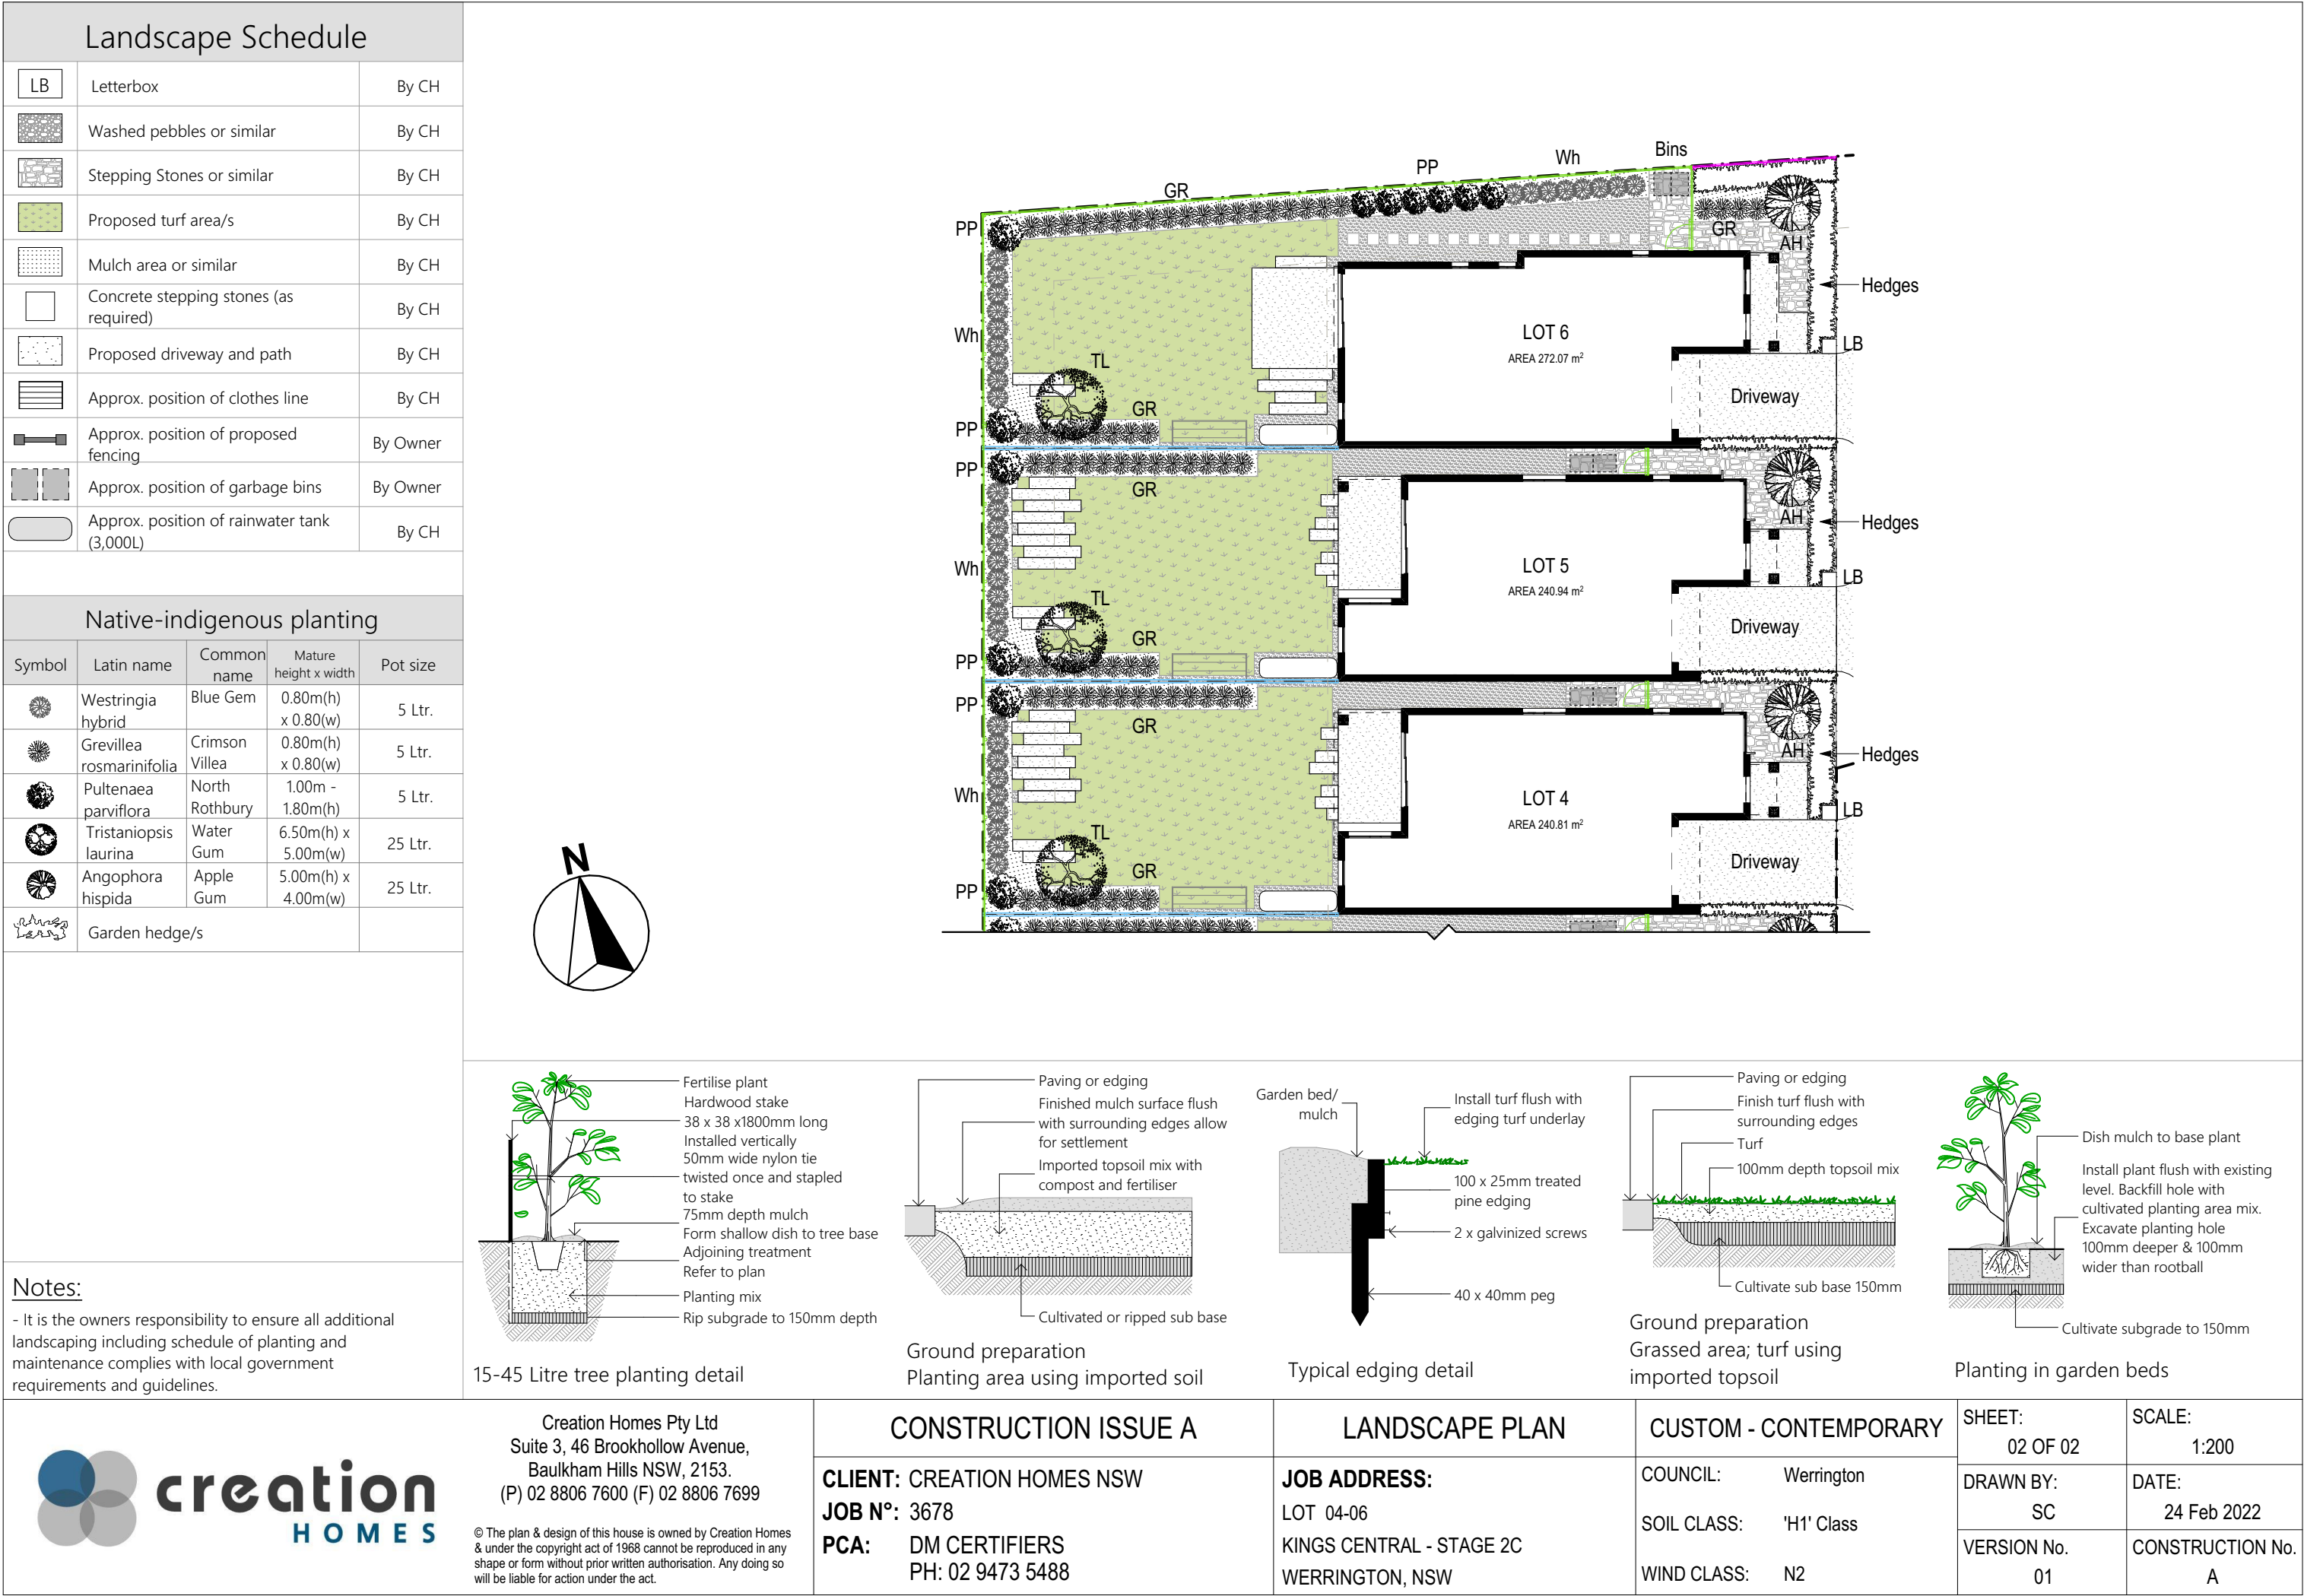 Landscape Schedule
LB Letterbox By CH
Washed pebbles or similar By CH
Stepping Stones or similar By CH
Proposed turf area/s By CH
Mulch area or similar By CH
Concrete stepping stones (as
required) By CH
Proposed driveway and path By CH
Approx. position of clothes line By CH
Approx. position of proposed
fencing By Owner
Approx. position of garbage bins By Owner
Approx. position of rainwater tank
(3,000L) By CH
Native-indigenous planting
Symbol Latin name Common
name Mature
height x width Pot size
Westringia
hybrid Blue Gem 0.80m(h)
x 0.80(w) 5 Ltr.
Grevillea
rosmarinifolia Crimson
Villea 0.80m(h)
x 0.80(w) 5 Ltr.
Pultenaea
parviflora North
Rothbury 1.00m -
1.80m(h) 5 Ltr.
Tristaniopsis
laurina Water
Gum 6.50m(h) x
5.00m(w) 25 Ltr.
Angophora
hispida Apple
Gum 5.00m(h) x
4.00m(w) 25 Ltr.
Garden hedge/s
Notes:
- It is the owners responsibility to ensure all additional
landscaping including schedule of planting and
maintenance complies with local government
requirements and guidelines.
N
GR
PP
Wh
Bins
PP
GR
AH
Hedges
Wh
LOT 6
AREA 272.07 m²
LB
TL
Driveway
GR
PP
PP
GR
AH
Hedges
Wh
LOT 5
AREA 240.94 m²
LB
TL
Driveway
GR
PP
PP
GR
AH
Hedges
Wh
LOT 4
AREA 240.81 m²
LB
TL
Driveway
GR
PP
Fertilise plant
Hardwood stake
38 x 38 x1800mm long
Installed vertically
50mm wide nylon tie
twisted once and stapled
to stake
75mm depth mulch
Form shallow dish to tree base
Adjoining treatment
Refer to plan
Planting mix
Rip subgrade to 150mm depth
15-45 Litre tree planting detail
Paving or edging
Finished mulch surface flush
with surrounding edges allow
for settlement
Imported topsoil mix with
compost and fertiliser
Cultivated or ripped sub base
Ground preparation
Planting area using imported soil
Garden bed/
mulch
Install turf flush with
edging turf underlay
100 x 25mm treated
pine edging
2 x galvinized screws
40 x 40mm peg
Typical edging detail
Paving or edging
Finish turf flush with
surrounding edges
Turf
100mm depth topsoil mix
Cultivate sub base 150mm
Ground preparation
Grassed area; turf using
imported topsoil
Dish mulch to base plant
Install plant flush with existing
level. Backfill hole with
cultivated planting area mix.
Excavate planting hole
100mm deeper & 100mm
wider than rootball
Cultivate subgrade to 150mm
Planting in garden beds
creation
HOMES
Creation Homes Pty Ltd
Suite 3, 46 Brookhollow Avenue,
Baulkham Hills NSW, 2153.
(P) 02 8806 7600 (F) 02 8806 7699
© The plan & design of this house is owned by Creation Homes
& under the copyright act of 1968 cannot be reproduced in any
shape or form without prior written authorisation. Any doing so
will be liable for action under the act.
CONSTRUCTION ISSUE A
CLIENT: CREATION HOMES NSW
JOB N°: 3678
PCA: DM CERTIFIERS
PH: 02 9473 5488
LANDSCAPE PLAN
JOB ADDRESS:
LOT 04-06
KINGS CENTRAL - STAGE 2C
WERRINGTON, NSW
CUSTOM - CONTEMPORARY
COUNCIL: Werrington
SOIL CLASS: 'H1' Class
WIND CLASS: N2
SHEET:
02 OF 02
SCALE:
1:200
DRAWN BY:
SC
DATE:
24 Feb 2022
VERSION No.
01
CONSTRUCTION No.
A